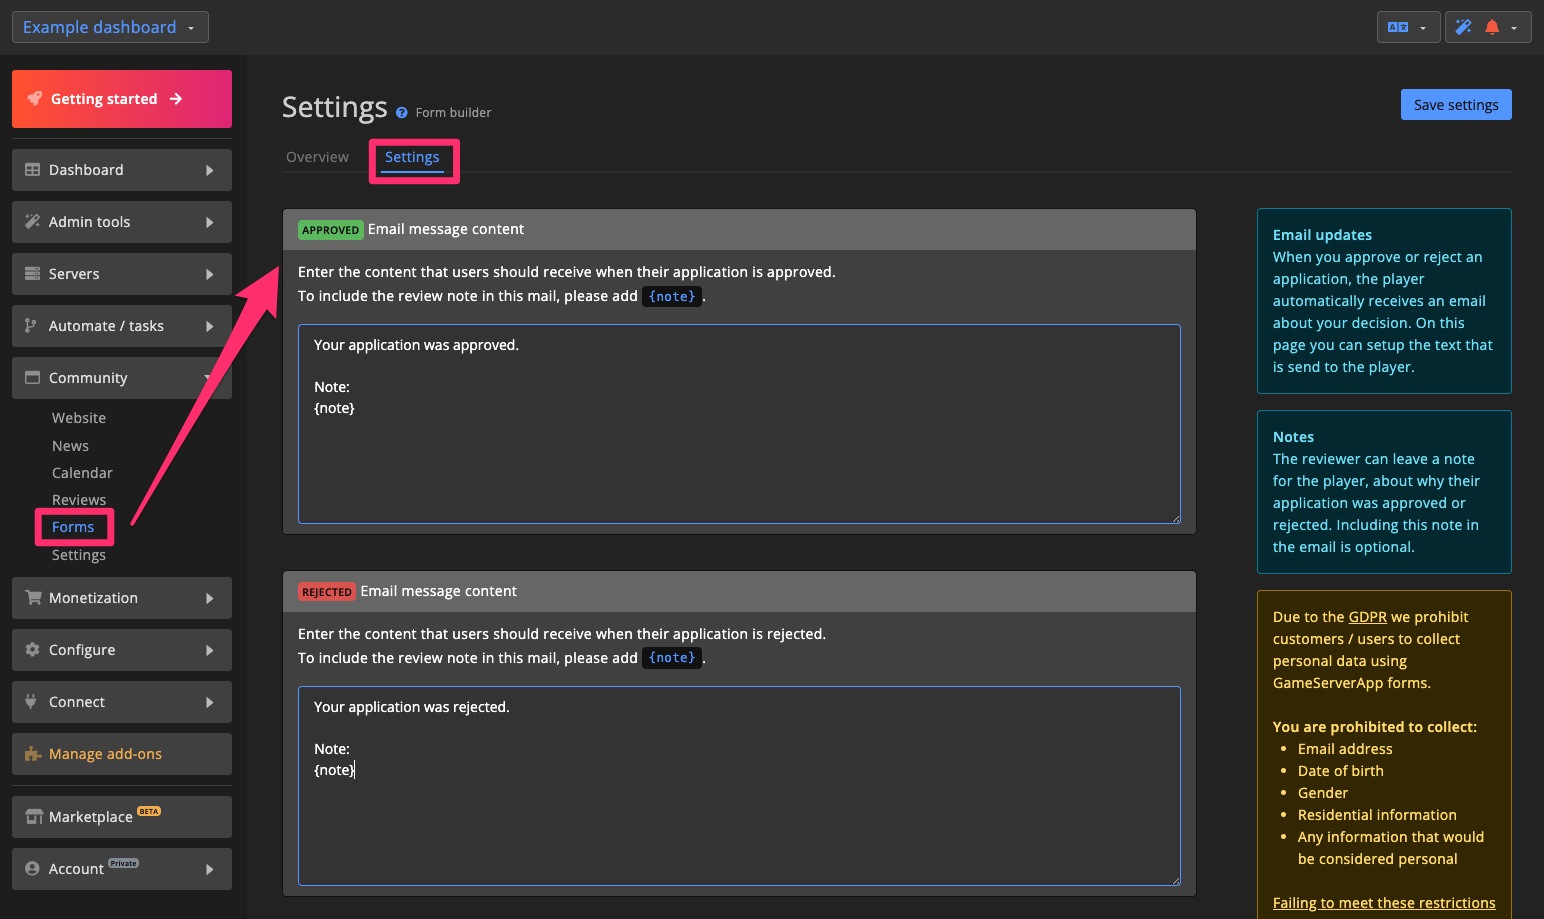 Example dashboard
Getting started
Dashboard
Admin tools
Servers
Automate / tasks
Community
Website
News
Calendar
Reviews
Forms
Settings
Monetization
Configure
Connect
Manage add-ons
Marketplace BETA
Account Private
Settings ? Form builder
Save settings
Overview Settings
APPROVED Email message content
Enter the content that users should receive when their application is approved.
To include the review note in this mail, please add {note} .
Your application was approved.
Note:
{note}
REJECTED Email message content
Enter the content that users should receive when their application is rejected.
To include the review note in this mail, please add {note} .
Your application was rejected.
Note:
{note}
Email updates
When you approve or reject an
application, the player
automatically receives an email
about your decision. On this
page you can setup the text that
is send to the player.
Notes
The reviewer can leave a note
for the player, about why their
application was approved or
rejected. Including this note in
the email is optional.
Due to the GDPR we prohibit
customers / users to collect
personal data using
GameServerApp forms.
You are prohibited to collect:
• Email address
• Date of birth
• Gender
• Residential information
• Any information that would
be considered personal
Failing to meet these restrictions